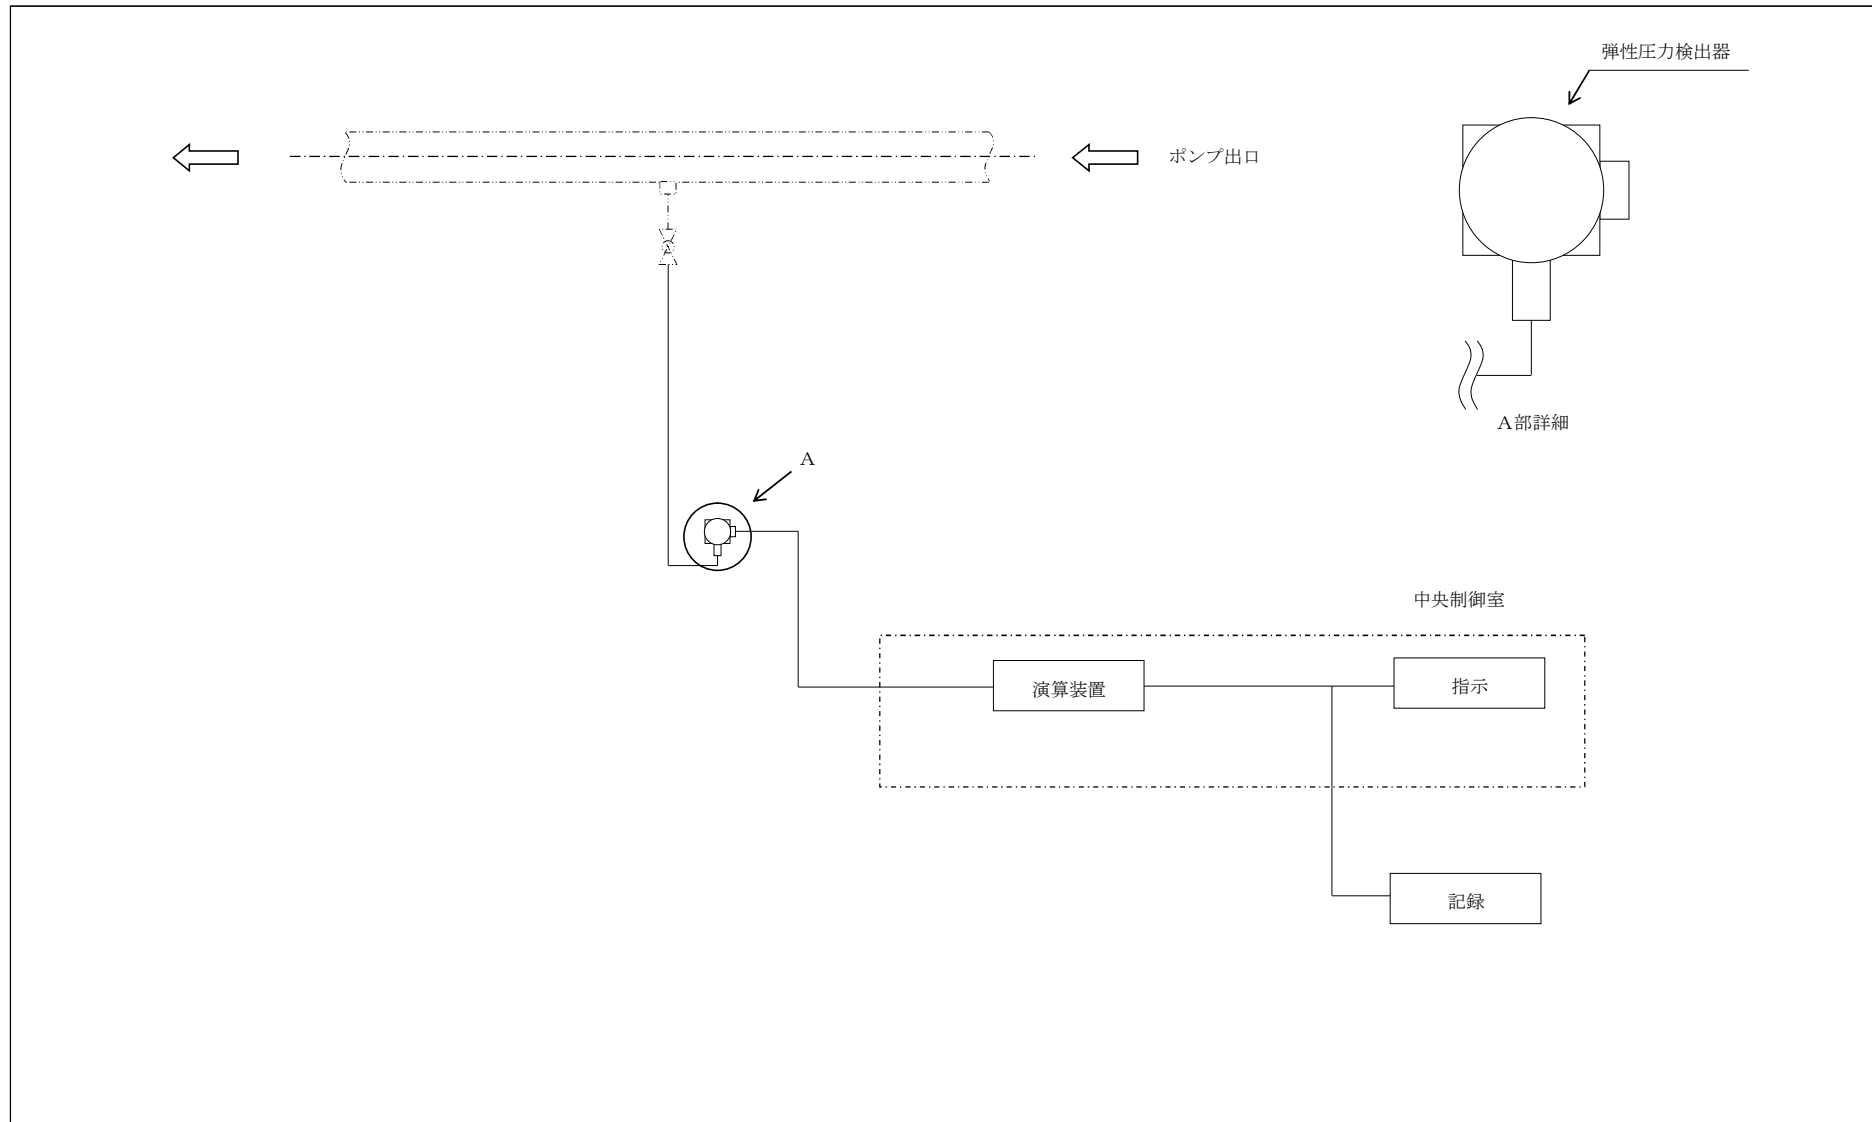 弾性圧力検出器
ポンプ出口
A部詳細
A
中央制御室
演算装置
指示
記録